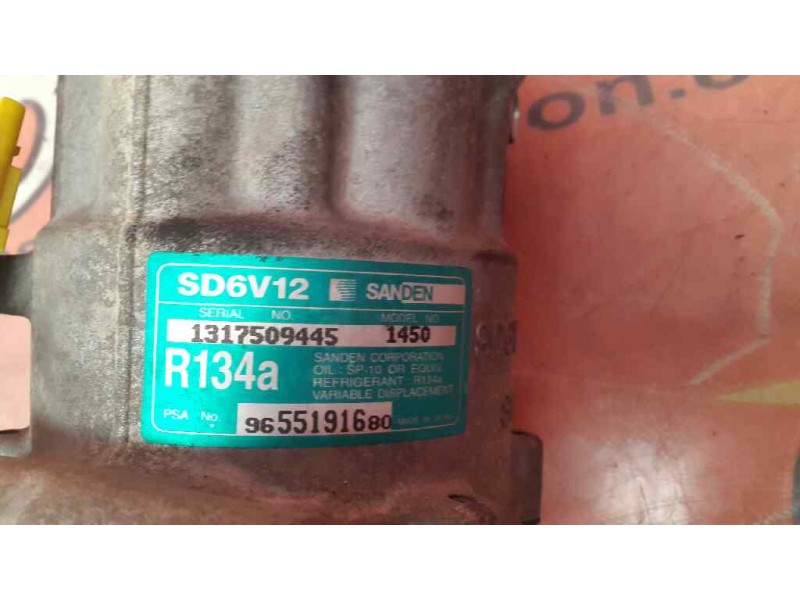 on.
SD6V12 SANDEN
SERIAL NO. MODEL NO.
1317509445 1450
R134a
SANDEN CORPORATION
OIL : SP-10 OR EQUIV.
REFRIGERANT R134a
VARIABLE DISPLACEMENT
PSA No. 9655191680